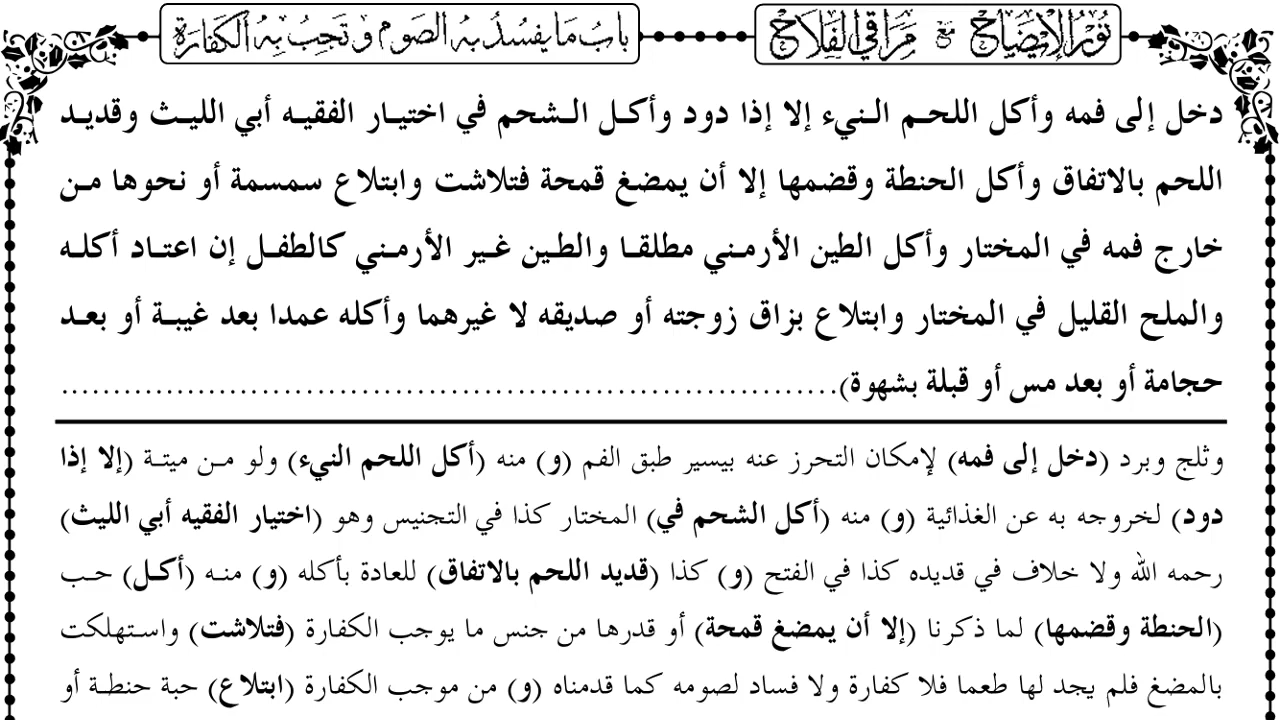 نور الإيضاح مع مراقي الفلاح
باب ما يفسد به الصوم وتجب به الكفارة
دخل إلى فمه وأكل اللحم النيء إلا إذا دود وأكل الشحم في اختيار الفقيه أبي الليث وقديد
اللحم بالاتفاق وأكل الحنطة وقضمها إلا أن يمضغ قمحة فتلاشت وابتلاع سمسمة أو نحوها من
خارج فمه في المختار وأكل الطين الأرمني مطلقا والطين غير الأرمني كالطفل إن اعتاد أكله
والملح القليل في المختار وابتلاع بزاق زوجته أو صديقه لا غيرهما وأكله عمدا بعد غيبة أو بعد
حجامة أو بعد مس أو قبلة بشهوة)...........................................................................
وثلج وبرد (دخل إلى فمه) لإمكان التحرز عنه بيسير طبق الفم (و) منه (أكل اللحم النيء) ولو من ميتة (إلا إذا
دود) لخروجه به عن الغذائية (و) منه (أكل الشحم في) المختار كذا في التجنيس وهو (اختيار الفقيه أبي الليث)
رحمه الله ولا خلاف في قديده كذا في الفتح (و) كذا (قديد اللحم بالاتفاق) للعادة بأكله (و) منه (أكل) حب
(الحنطة وقضمها) لما ذكرنا (إلا أن يمضغ قمحة) أو قدرها من جنس ما يوجب الكفارة (فتلاشت) واستهلكت
بالمضغ فلم يجد لها طعما فلا كفارة ولا فساد لصومه كما قدمناه (و) من موجب الكفارة (ابتلاع) حبة حنطة أو